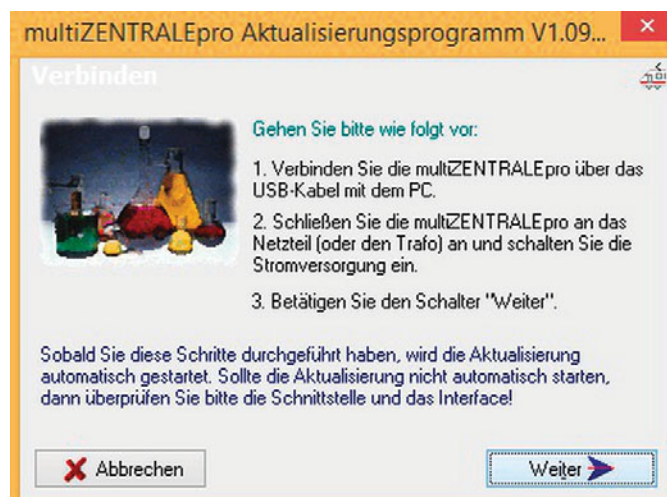 multiZENTRALEpro Aktualisierungsprogramm V1.09...
Verbinden
Gehen Sie bitte wie folgt vor:
1. Verbinden Sie die multiZENTRALEpro über das
USB-Kabel mit dem PC.
2. Schließen Sie die multiZENTRALEpro an das
Netzteil (oder den Trafo) an und schalten Sie die
Stromversorgung ein.
3. Betätigen Sie den Schalter "Weiter".
Sobald Sie diese Schritte durchgeführt haben, wird die Aktualisierung
automatisch gestartet. Sollte die Aktualisierung nicht automatisch starten,
dann überprüfen Sie bitte die Schnittstelle und das Interface!
Abbrechen
Weiter